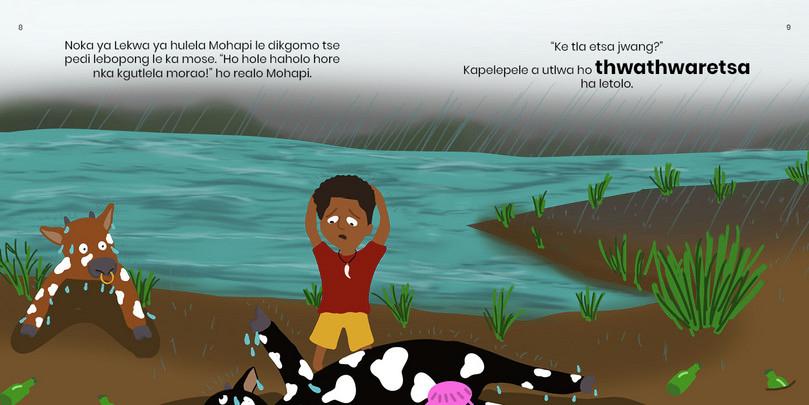 8
Noka ya Lekwa ya hulela Mohapi le dikgomo tse
pedi lebopong le ka mose. "Ho hole haholo hore
nka kgutlela morao!" ho realo Mohapi.
9
"Ke tla etsa jwang?"
Kapelepele a utlwa ho thwathwaretsa
ha letolo.